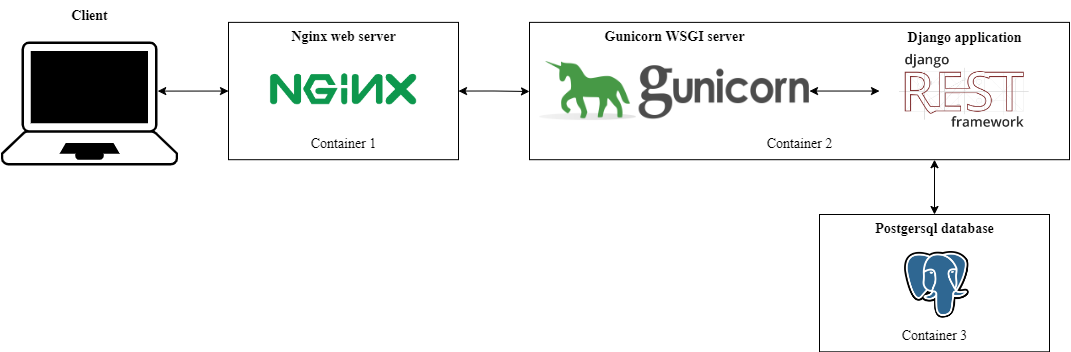 Client
Nginx web server
NGINX
Container 1
Gunicorn WSGI server
gunicorn
Django application
django
REST
framework
Container 2
Postgersql database
Container 3